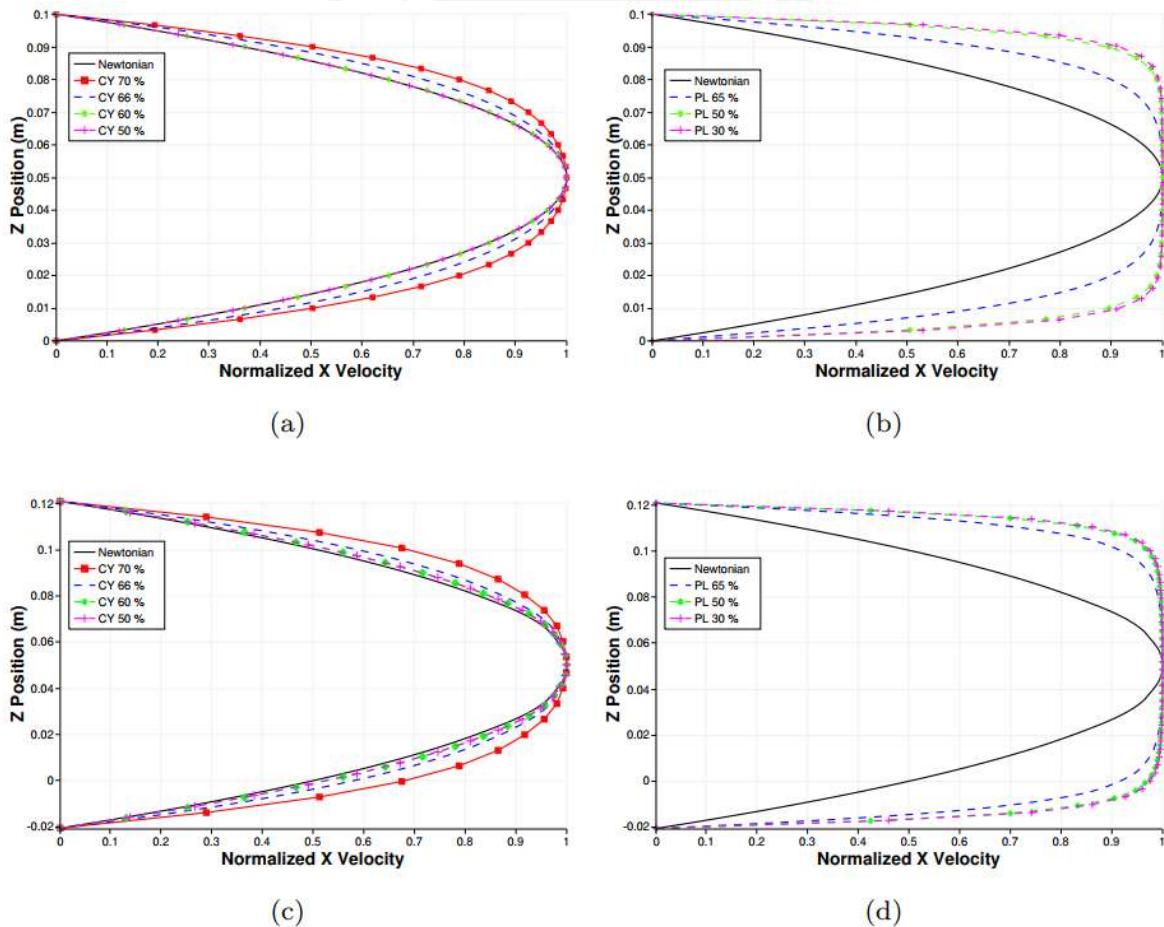 0.1
0.09
0.08
0.07
0.06
0.05
0.04
0.03
0.02
0.01
0
Z Position (m)
Newtonian
CY 70 %
CY 66 %
CY 60 %
CY 50 %
0 0.1 0.2 0.3 0.4 0.5 0.6 0.7 0.8 0.9 1
Normalized X Velocity
(a)
0.1
0.09
0.08
0.07
0.06
0.05
0.04
0.03
0.02
0.01
0
Z Position (m)
Newtonian
PL 65 %
PL 50 %
PL 30 %
0 0.1 0.2 0.3 0.4 0.5 0.6 0.7 0.8 0.9 1
Normalized X Velocity
(b)
0.12
0.1
0.08
0.06
0.04
0.02
0
-0.02
Z Position (m)
Newtonian
CY 70 %
CY 66 %
CY 60 %
CY 50 %
0 0.1 0.2 0.3 0.4 0.5 0.6 0.7 0.8 0.9 1
Normalized X Velocity
(c)
0.12
0.1
0.08
0.06
0.04
0.02
0
-0.02
Z Position (m)
Newtonian
PL 65 %
PL 50 %
PL 30 %
0 0.1 0.2 0.3 0.4 0.5 0.6 0.7 0.8 0.9 1
Normalized X Velocity
(d)